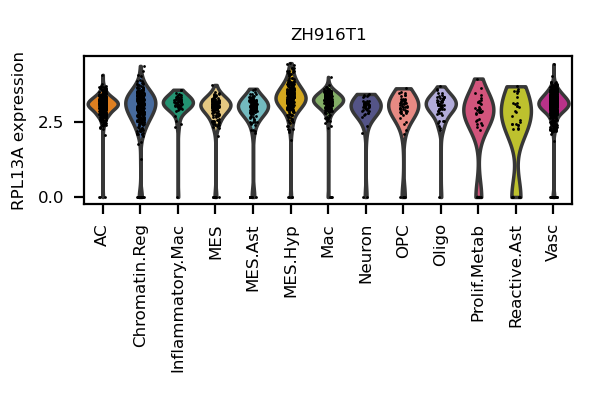 ZH916T1
RPL13A expression
2.5
0.0
AC
Chromatin.Reg
Inflammatory.Mac
MES
MES.Ast
MES.Hyp
Mac
Neuron
OPC
Oligo
Prolif.Metab
Reactive.Ast
Vasc